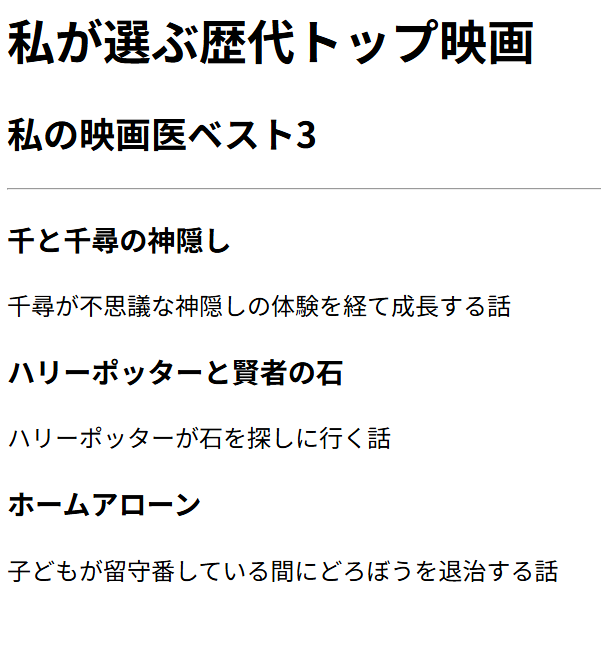 私が選ぶ歴代トップ映画
私の映画医ベスト3
千と千尋の神隠し
千尋が不思議な神隠しの体験を経て成長する話
ハリーポッターと賢者の石
ハリーポッターが石を探しに行く話
ホームアローン
子どもが留守番している間にどろぼうを退治する話